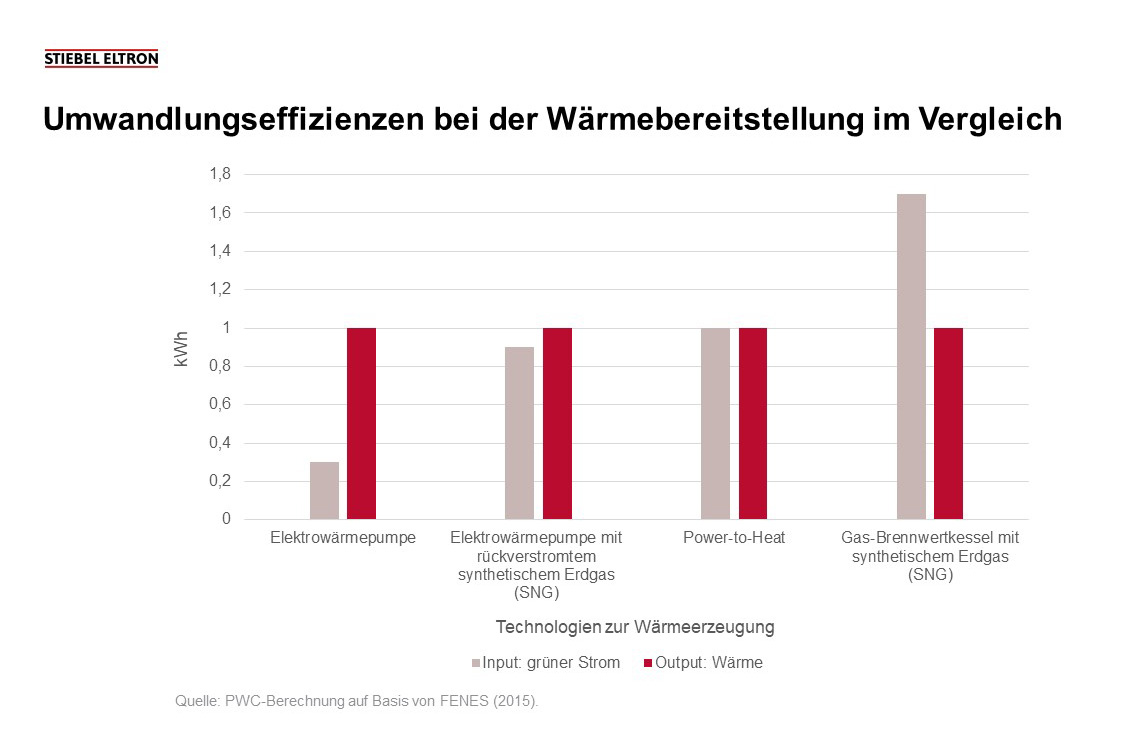 STIEBEL ELTRON
Umwandlungseffizienzen bei der Wärmebereitstellung im Vergleich
1,8
1,6
1,4
1,2
1
0,8
0,6
0,4
0,2
0
kWh
Elektrowärmepumpe
Elektrowärmepumpe mit
rückverstromtem
synthetischem Erdgas
(SNG)
Power-to-Heat
Gas-Brennwertkessel mit
synthetischem Erdgas
(SNG)
Technologien zur Wärmeerzeugung
Input: grüner Strom
Output: Wärme
Quelle: PWC-Berechnung auf Basis von FENES (2015).